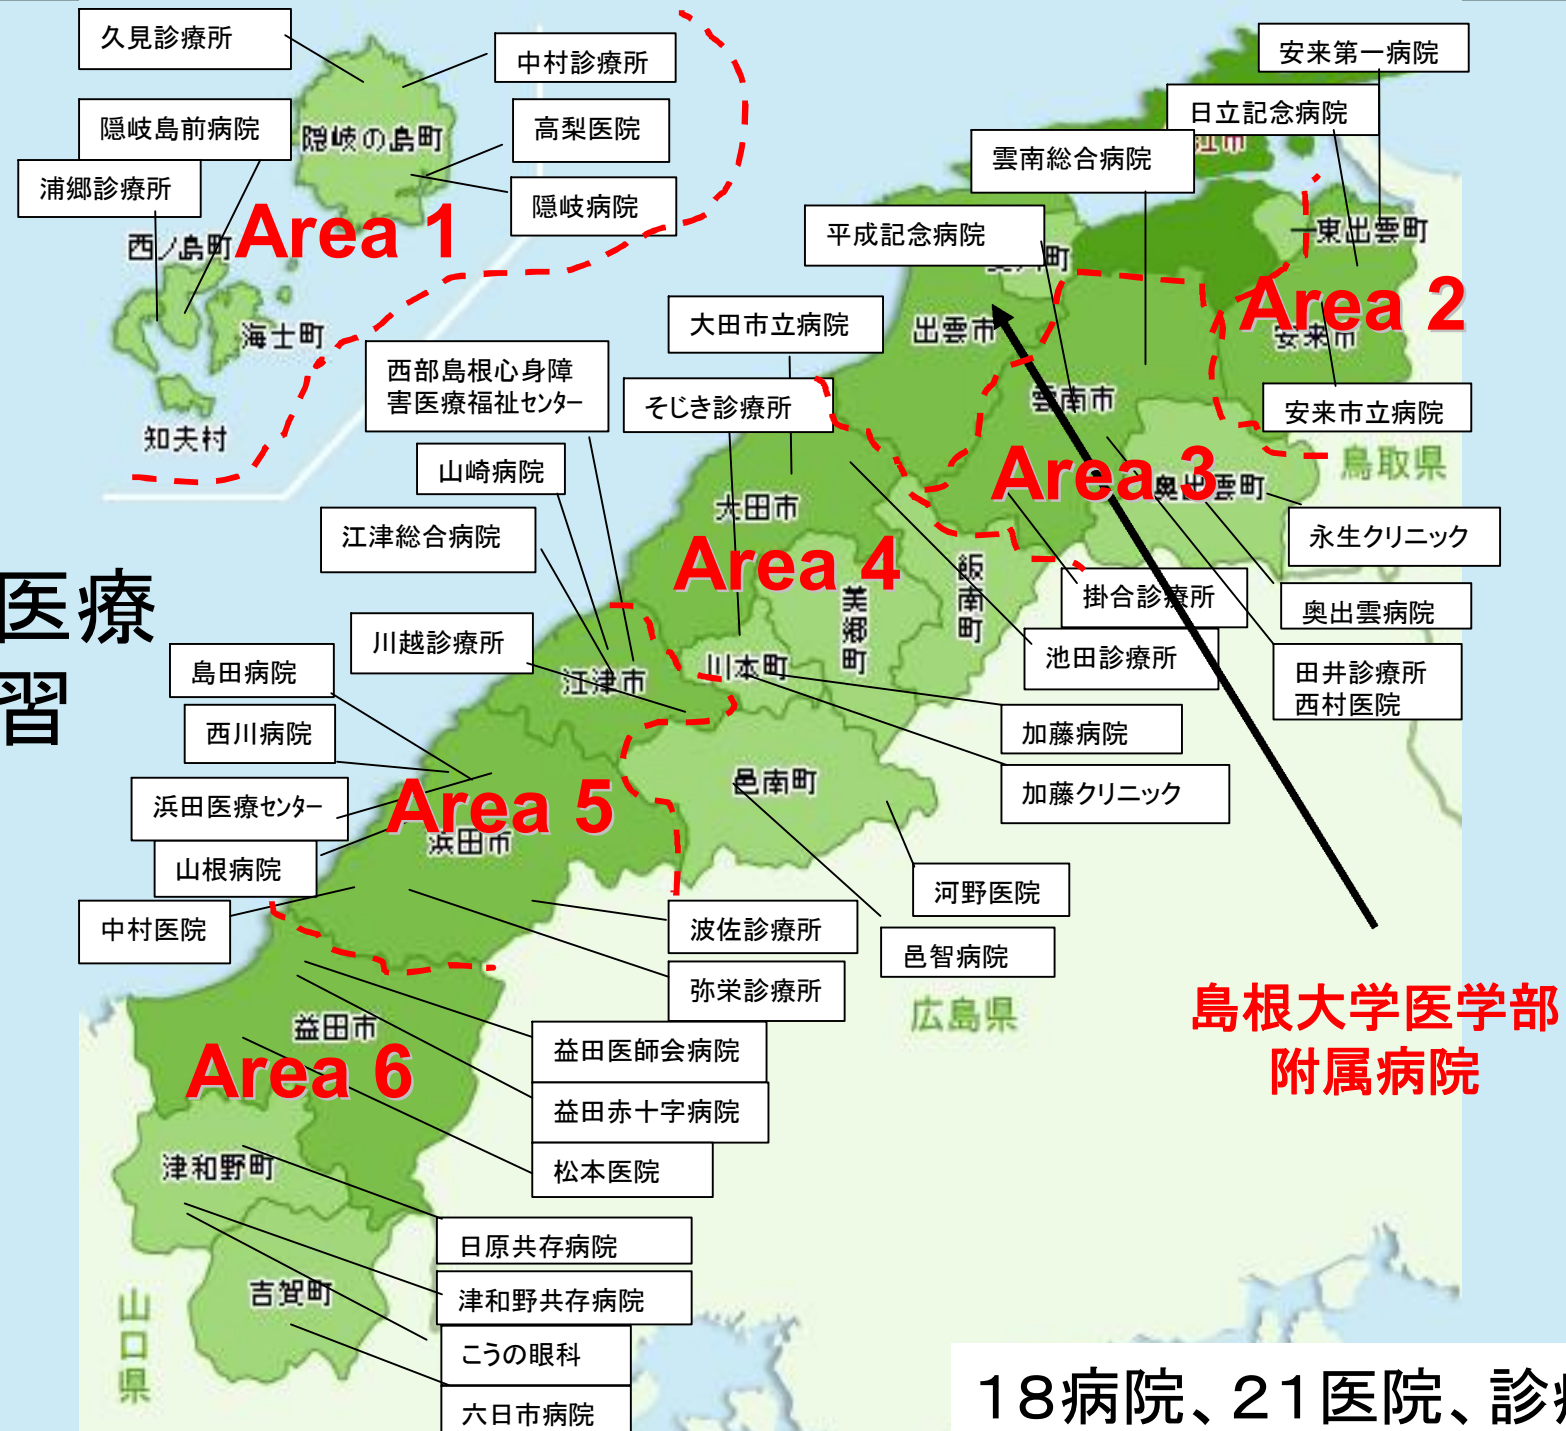 久見診療所
中村診療所
隠岐島前病院
隠岐の島町
高梨医院
浦郷診療所
隠岐病院
Area 1
西ノ島町
海士町
知夫村
安来第一病院
日立記念病院
江市
雲南総合病院
平成記念病院
東出雲町
町
Area 2
安来市
安来市立病院
出雲市
大田市立病院
西部島根心身障
害医療福祉センター
そじき診療所
雲南市
Area 3
奥出雲町
鳥取県
山崎病院
大田市
永生クリニック
江津総合病院
Area 4
飯南町
掛合診療所
奥出雲病院
医療
習
美郷町
川越診療所
池田診療所
田井診療所
西村医院
島田病院
江津市
川本町
西川病院
加藤病院
邑南町
加藤クリニック
浜田医療センター
Area 5
浜田市
山根病院
河野医院
中村医院
波佐診療所
邑智病院
弥栄診療所
広島県
島根大学医学部
附属病院
益田市
益田医師会病院
Area 6
益田赤十字病院
松本医院
津和野町
日原共存病院
津和野共存病院
吉賀町
山口県
こうの眼科
六日市病院
18病院、21医院、診